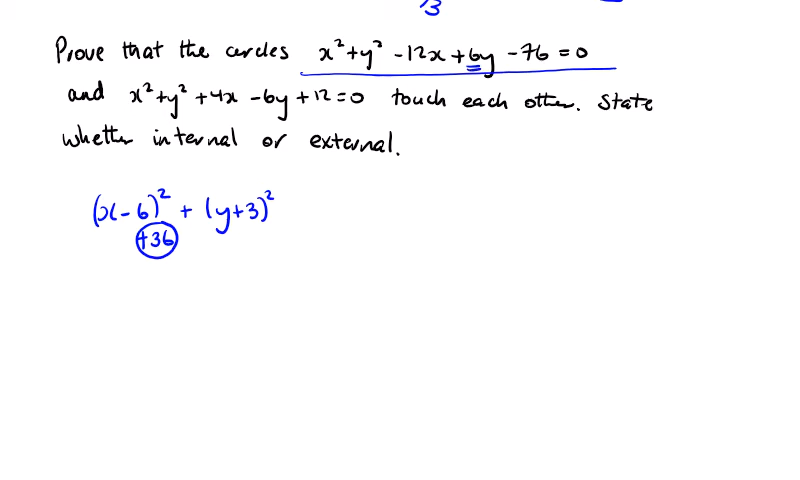 3
Prove that the circles x² + y² - 12x + 6y - 76 = 0
and x² + y² + 4x - 6y + 12 = 0 touch each other. State
whether internal or external.
(x - 6)² + (y + 3)²
+36